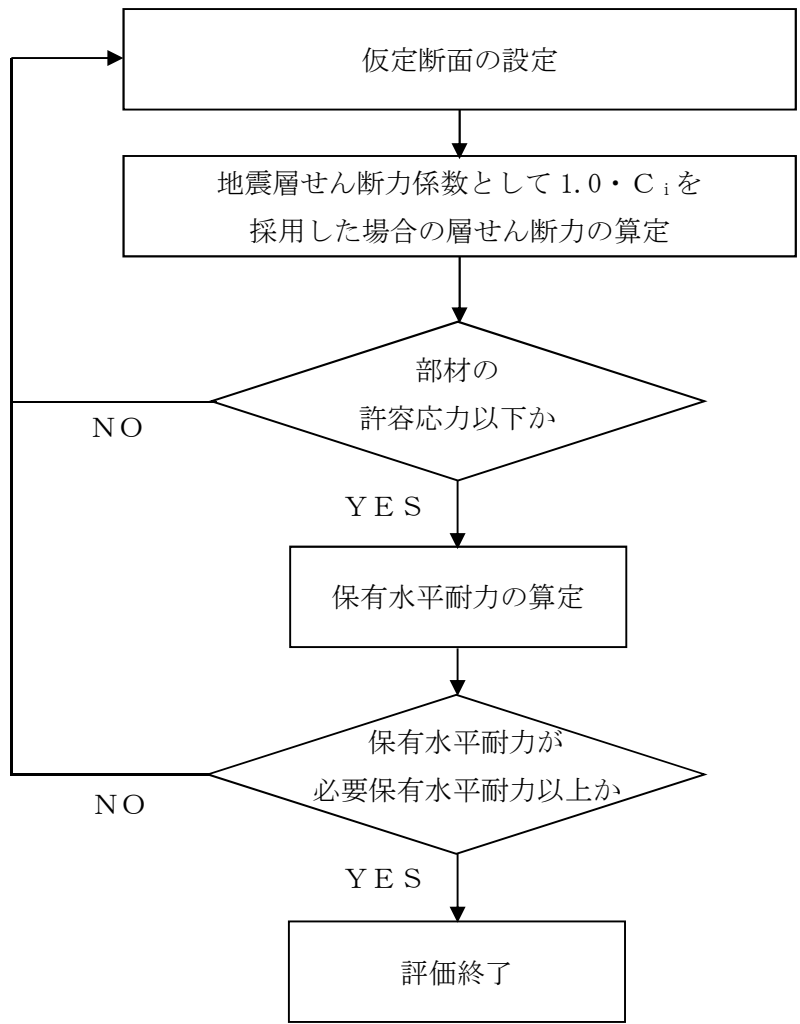 仮定断面の設定
地震層せん断力係数として 1.0・Ｃｉを
採用した場合の層せん断力の算定
部材の
許容応力以下か
ＮＯ
ＹＥＳ
保有水平耐力の算定
保有水平耐力が
必要保有水平耐力以上か
ＮＯ
ＹＥＳ
評価終了